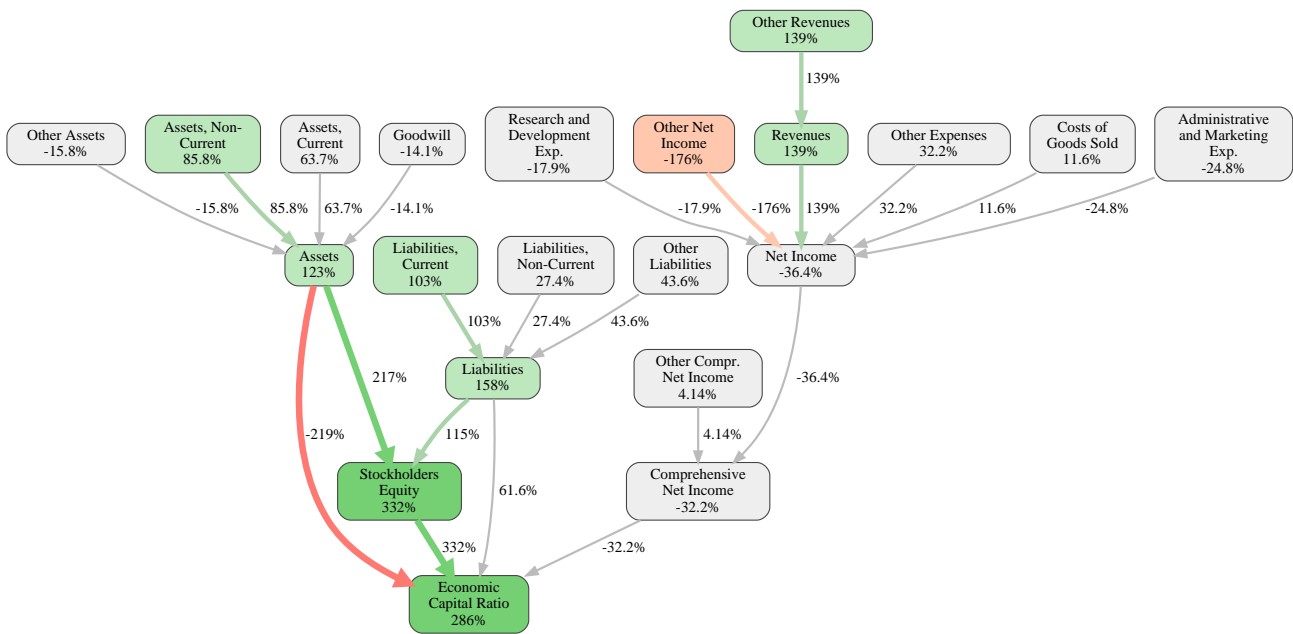 Other Revenues
139%
139%
Other Assets
-15.8%
Assets, Non-
Current
85.8%
Assets,
Current
63.7%
Goodwill
-14.1%
Research and
Development
Exp.
-17.9%
Other Net
Income
-176%
Revenues
139%
Other Expenses
32.2%
Costs of
Goods Sold
11.6%
Administrative
and Marketing
Exp.
-24.8%
-15.8%
85.8%
63.7%
-14.1%
-17.9%
-176%
139%
32.2%
11.6%
-24.8%
Assets
123%
Liabilities,
Current
103%
Liabilities,
Non-Current
27.4%
Other
Liabilities
43.6%
Net Income
-36.4%
103%
27.4%
43.6%
217%
Liabilities
158%
Other Compr.
Net Income
4.14%
-36.4%
-219%
115%
4.14%
Stockholders
Equity
332%
61.6%
Comprehensive
Net Income
-32.2%
332%
-32.2%
Economic
Capital Ratio
286%